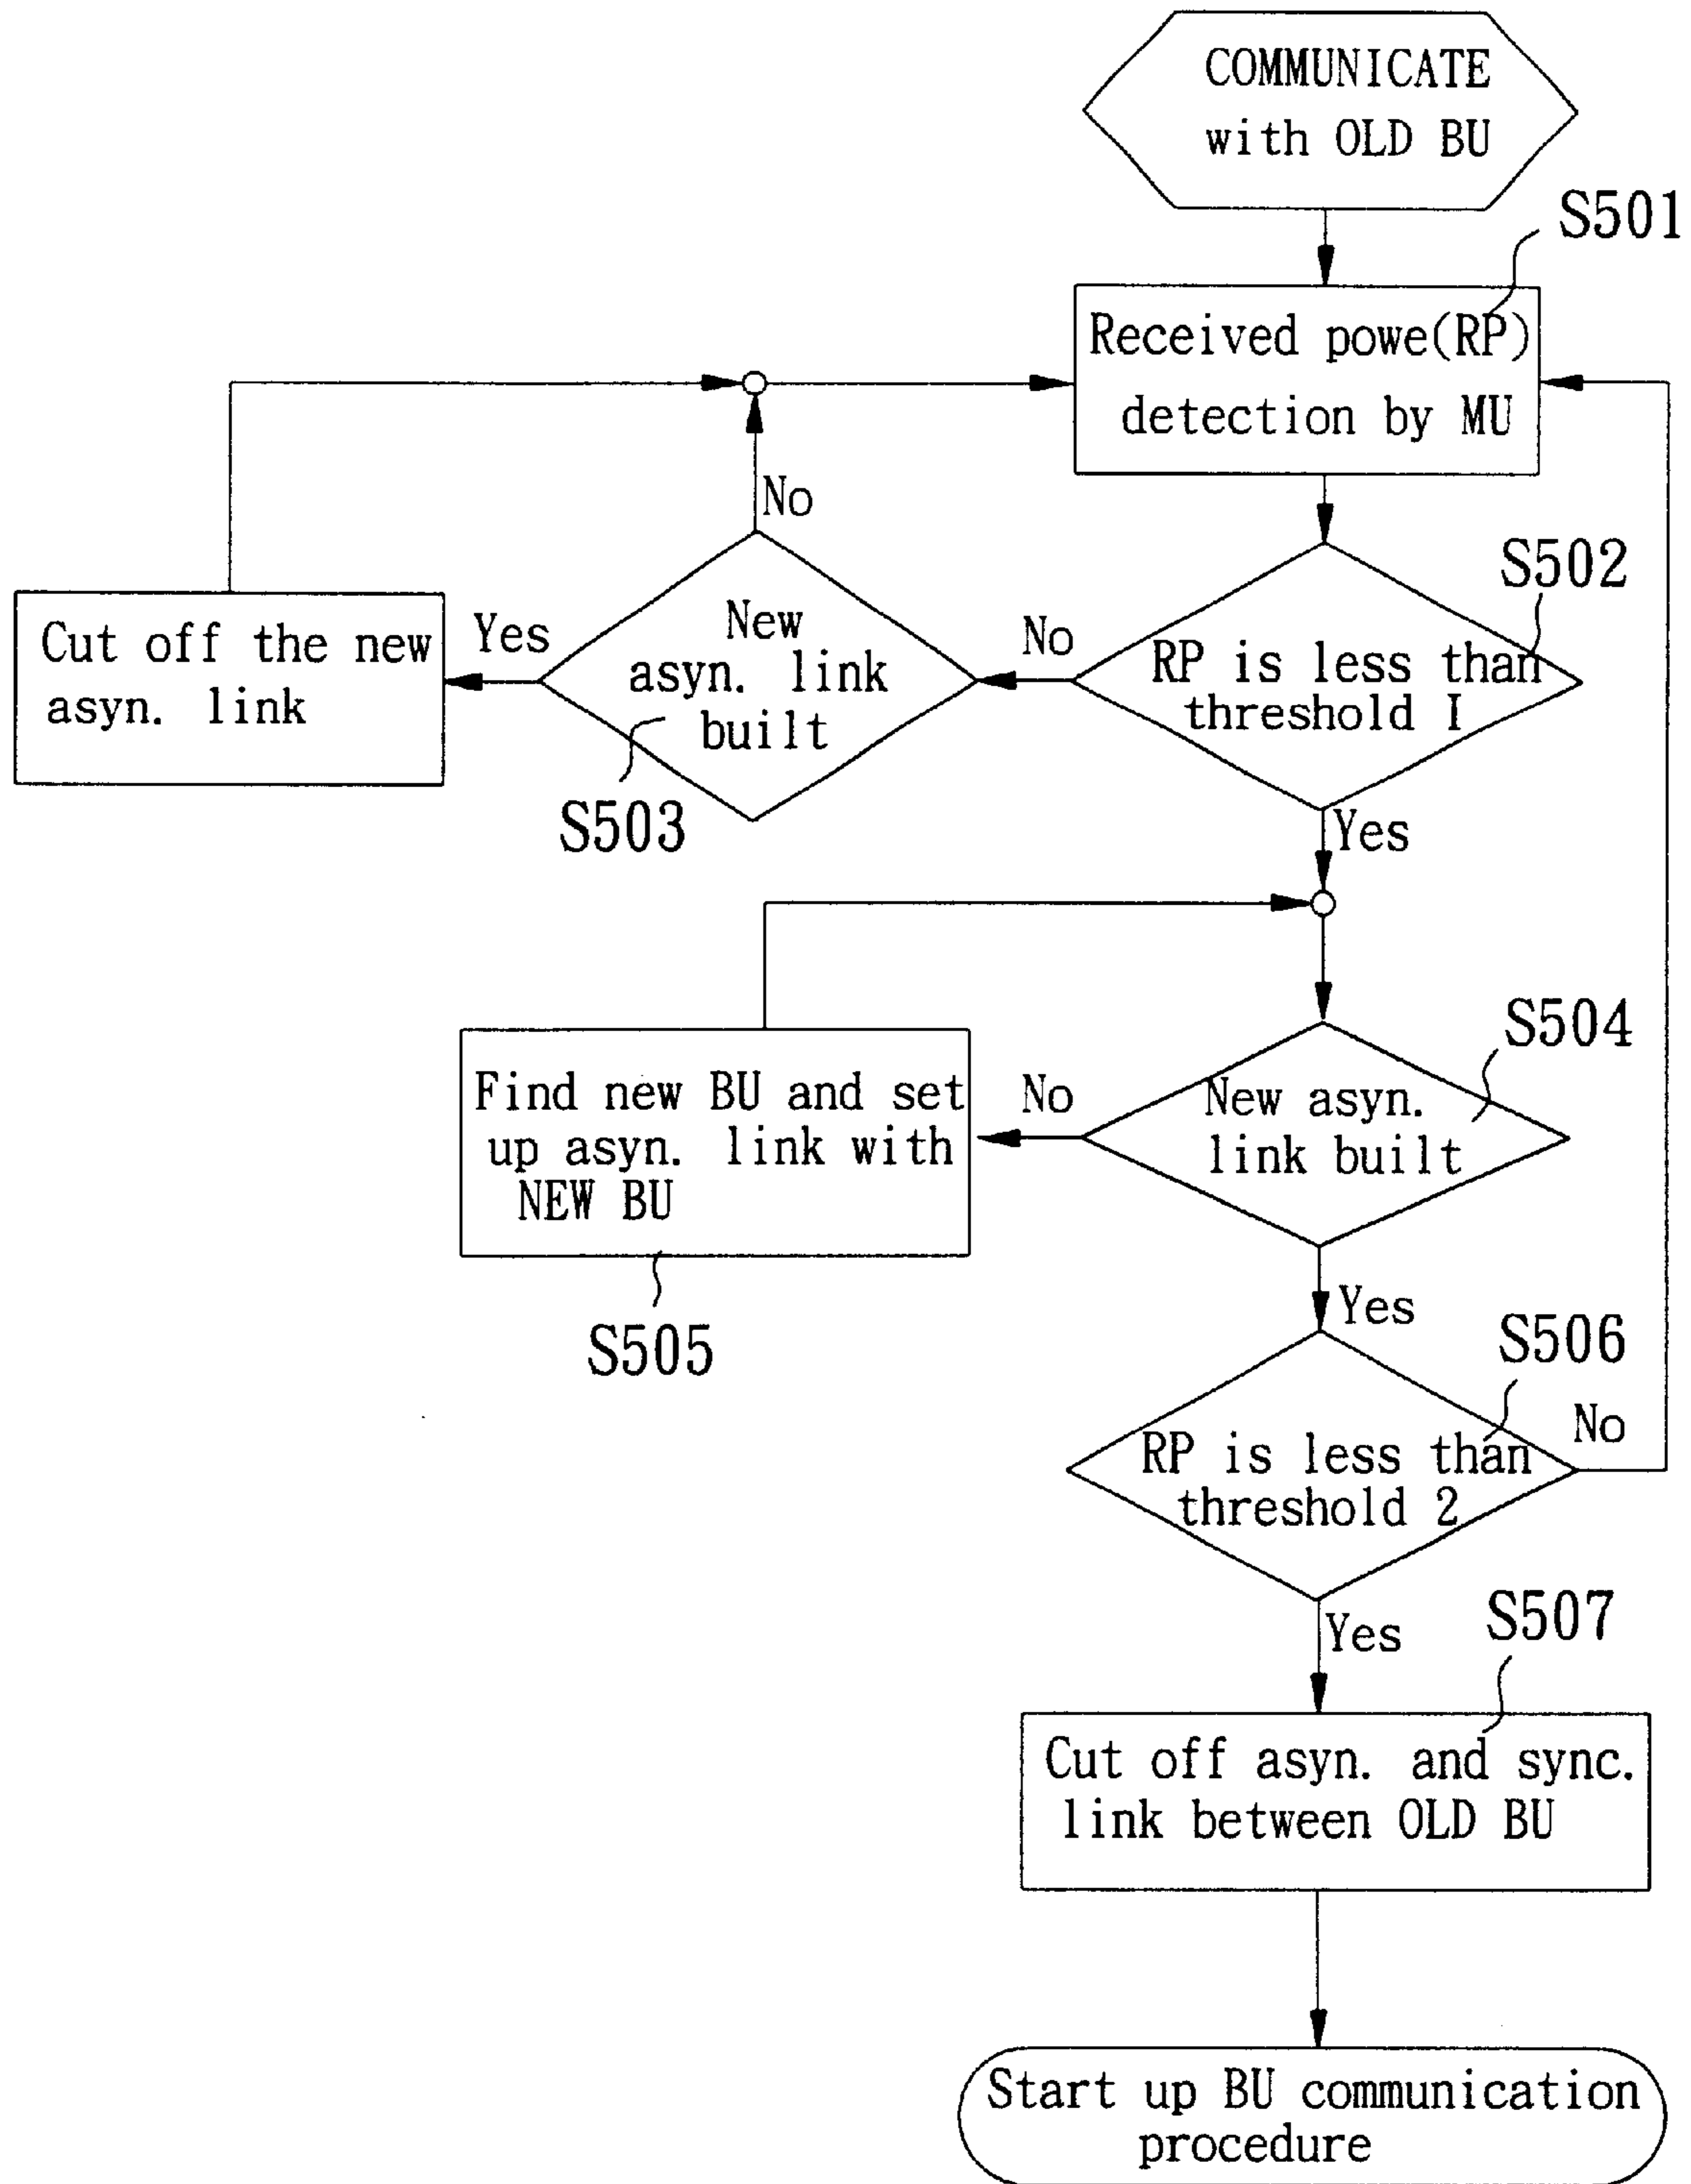 COMMUNICATE
with OLD BU
S501
Received powe(RP)
detection by MU
No
S502
Cut off the new
asyn. link
Yes
New
asyn. link
built
No
RP is less than
threshold I
S503
Yes
S504
Find new BU and set
up asyn. link with
NEW BU
No
New asyn.
link built
S505
Yes
S506
No
RP is less than
threshold 2
Yes
S507
Cut off asyn. and sync.
link between OLD BU
Start up BU communication
procedure